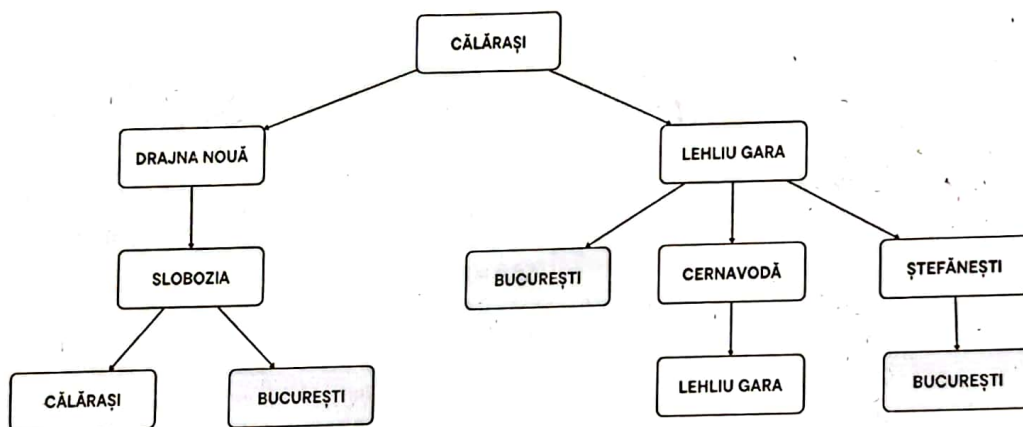 CĂLĂRAȘI
DRAJNA NOUĂ
LEHLIU GARA
SLOBOZIA
BUCUREȘTI
CERNAVODĂ
ȘTEFĂNEȘTI
CĂLĂRAȘI
BUCUREȘTI
LEHLIU GARA
BUCUREȘTI